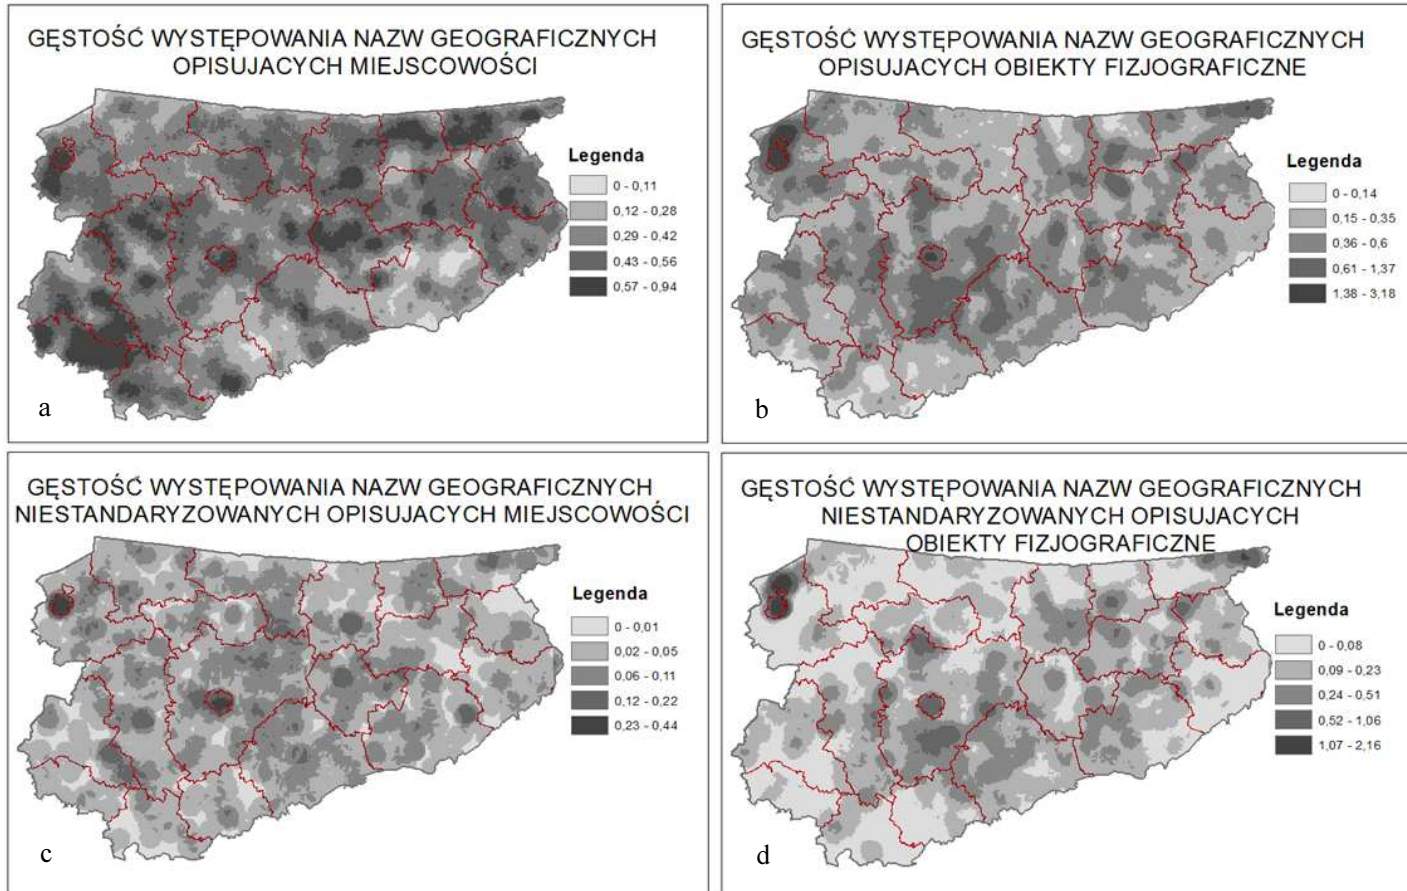 GĘSTOŚĆ WYSTĘPOWANIA NAZW GEOGRAFICZNYCH
OPISUJACYCH MIEJSCOWOŚCI
Legenda
0 - 0,11
0,12 - 0,28
0,29 - 0,42
0,43 - 0,56
0,57 - 0,94
a
GĘSTOŚĆ WYSTĘPOWANIA NAZW GEOGRAFICZNYCH
OPISUJACYCH OBIEKTY FIZJOGRAFICZNE
Legenda
0 - 0,14
0,15 - 0,35
0,36 - 0,6
0,61 - 1,37
1,38 - 3,18
b
GĘSTOŚĆ WYSTĘPOWANIA NAZW GEOGRAFICZNYCH
NIESTANDARYZOWANYCH OPISUJACYCH MIEJSCOWOŚCI
Legenda
0 - 0,01
0,02 - 0,05
0,06 - 0,11
0,12 - 0,22
0,23 - 0,44
c
GĘSTOŚĆ WYSTĘPOWANIA NAZW GEOGRAFICZNYCH
NIESTANDARYZOWANYCH OPISUJACYCH
OBIEKTY FIZJOGRAFICZNE
Legenda
0 - 0,08
0,09 - 0,23
0,24 - 0,51
0,52 - 1,06
1,07 - 2,16
d